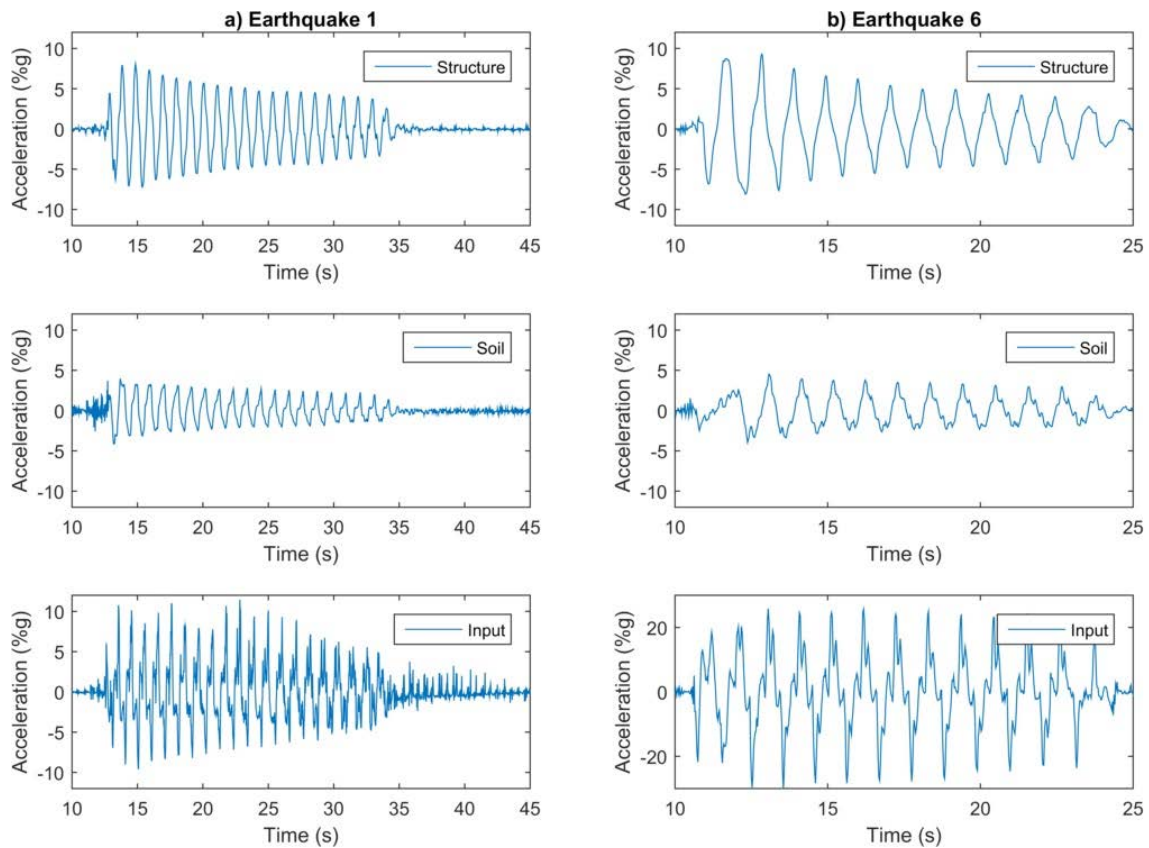 a) Earthquake 1
Acceleration (%g)
10
5
0
-5
-10
Structure
10 15 20 25 30 35 40 45
Time (s)
b) Earthquake 6
Acceleration (%g)
10
5
0
-5
-10
Structure
10 15 20 25
Time (s)
Acceleration (%g)
10
5
0
-5
-10
Soil
10 15 20 25 30 35 40 45
Time (s)
Acceleration (%g)
10
5
0
-5
-10
Soil
10 15 20 25
Time (s)
Acceleration (%g)
10
5
0
-5
-10
Input
10 15 20 25 30 35 40 45
Time (s)
Acceleration (%g)
20
0
-20
Input
10 15 20 25
Time (s)